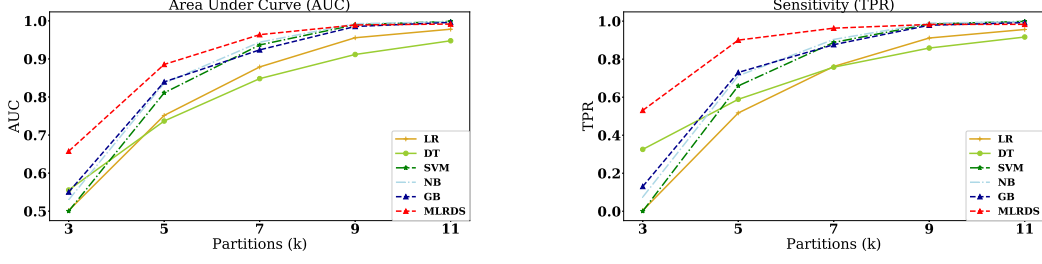 Area Under Curve (AUC)
AUC
1.0
0.9
0.8
0.7
0.6
0.5
3 5 7 9 11
Partitions (k)
LR
DT
SVM
NB
GB
MLRDS
Sensitivity (TPR)
TPR
1.0
0.8
0.6
0.4
0.2
0.0
3 5 7 9 11
Partitions (k)
LR
DT
SVM
NB
GB
MLRDS